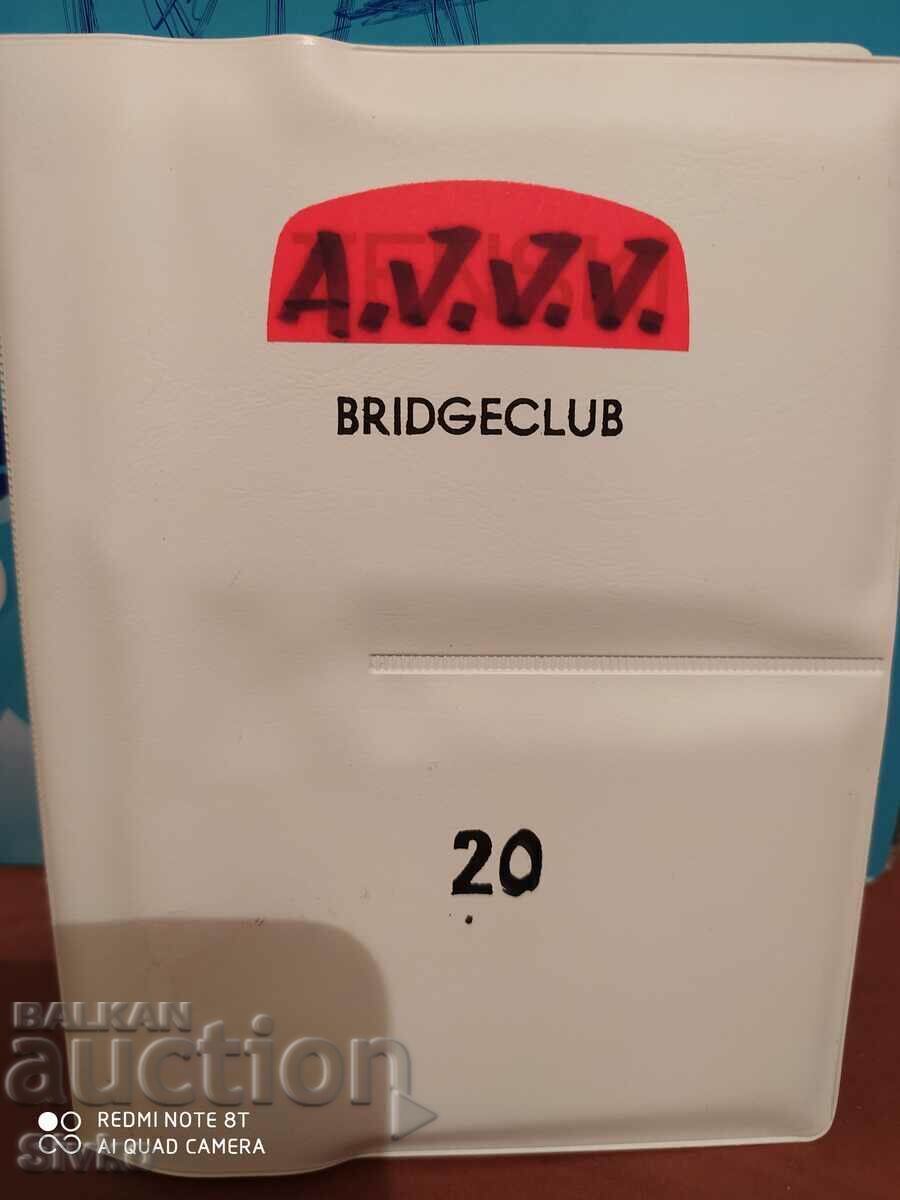 A.V.V.V.
BRIDGECLUB
20
BALKAN
auction
REDMI NOTE 8T
AI QUAD CAMERA